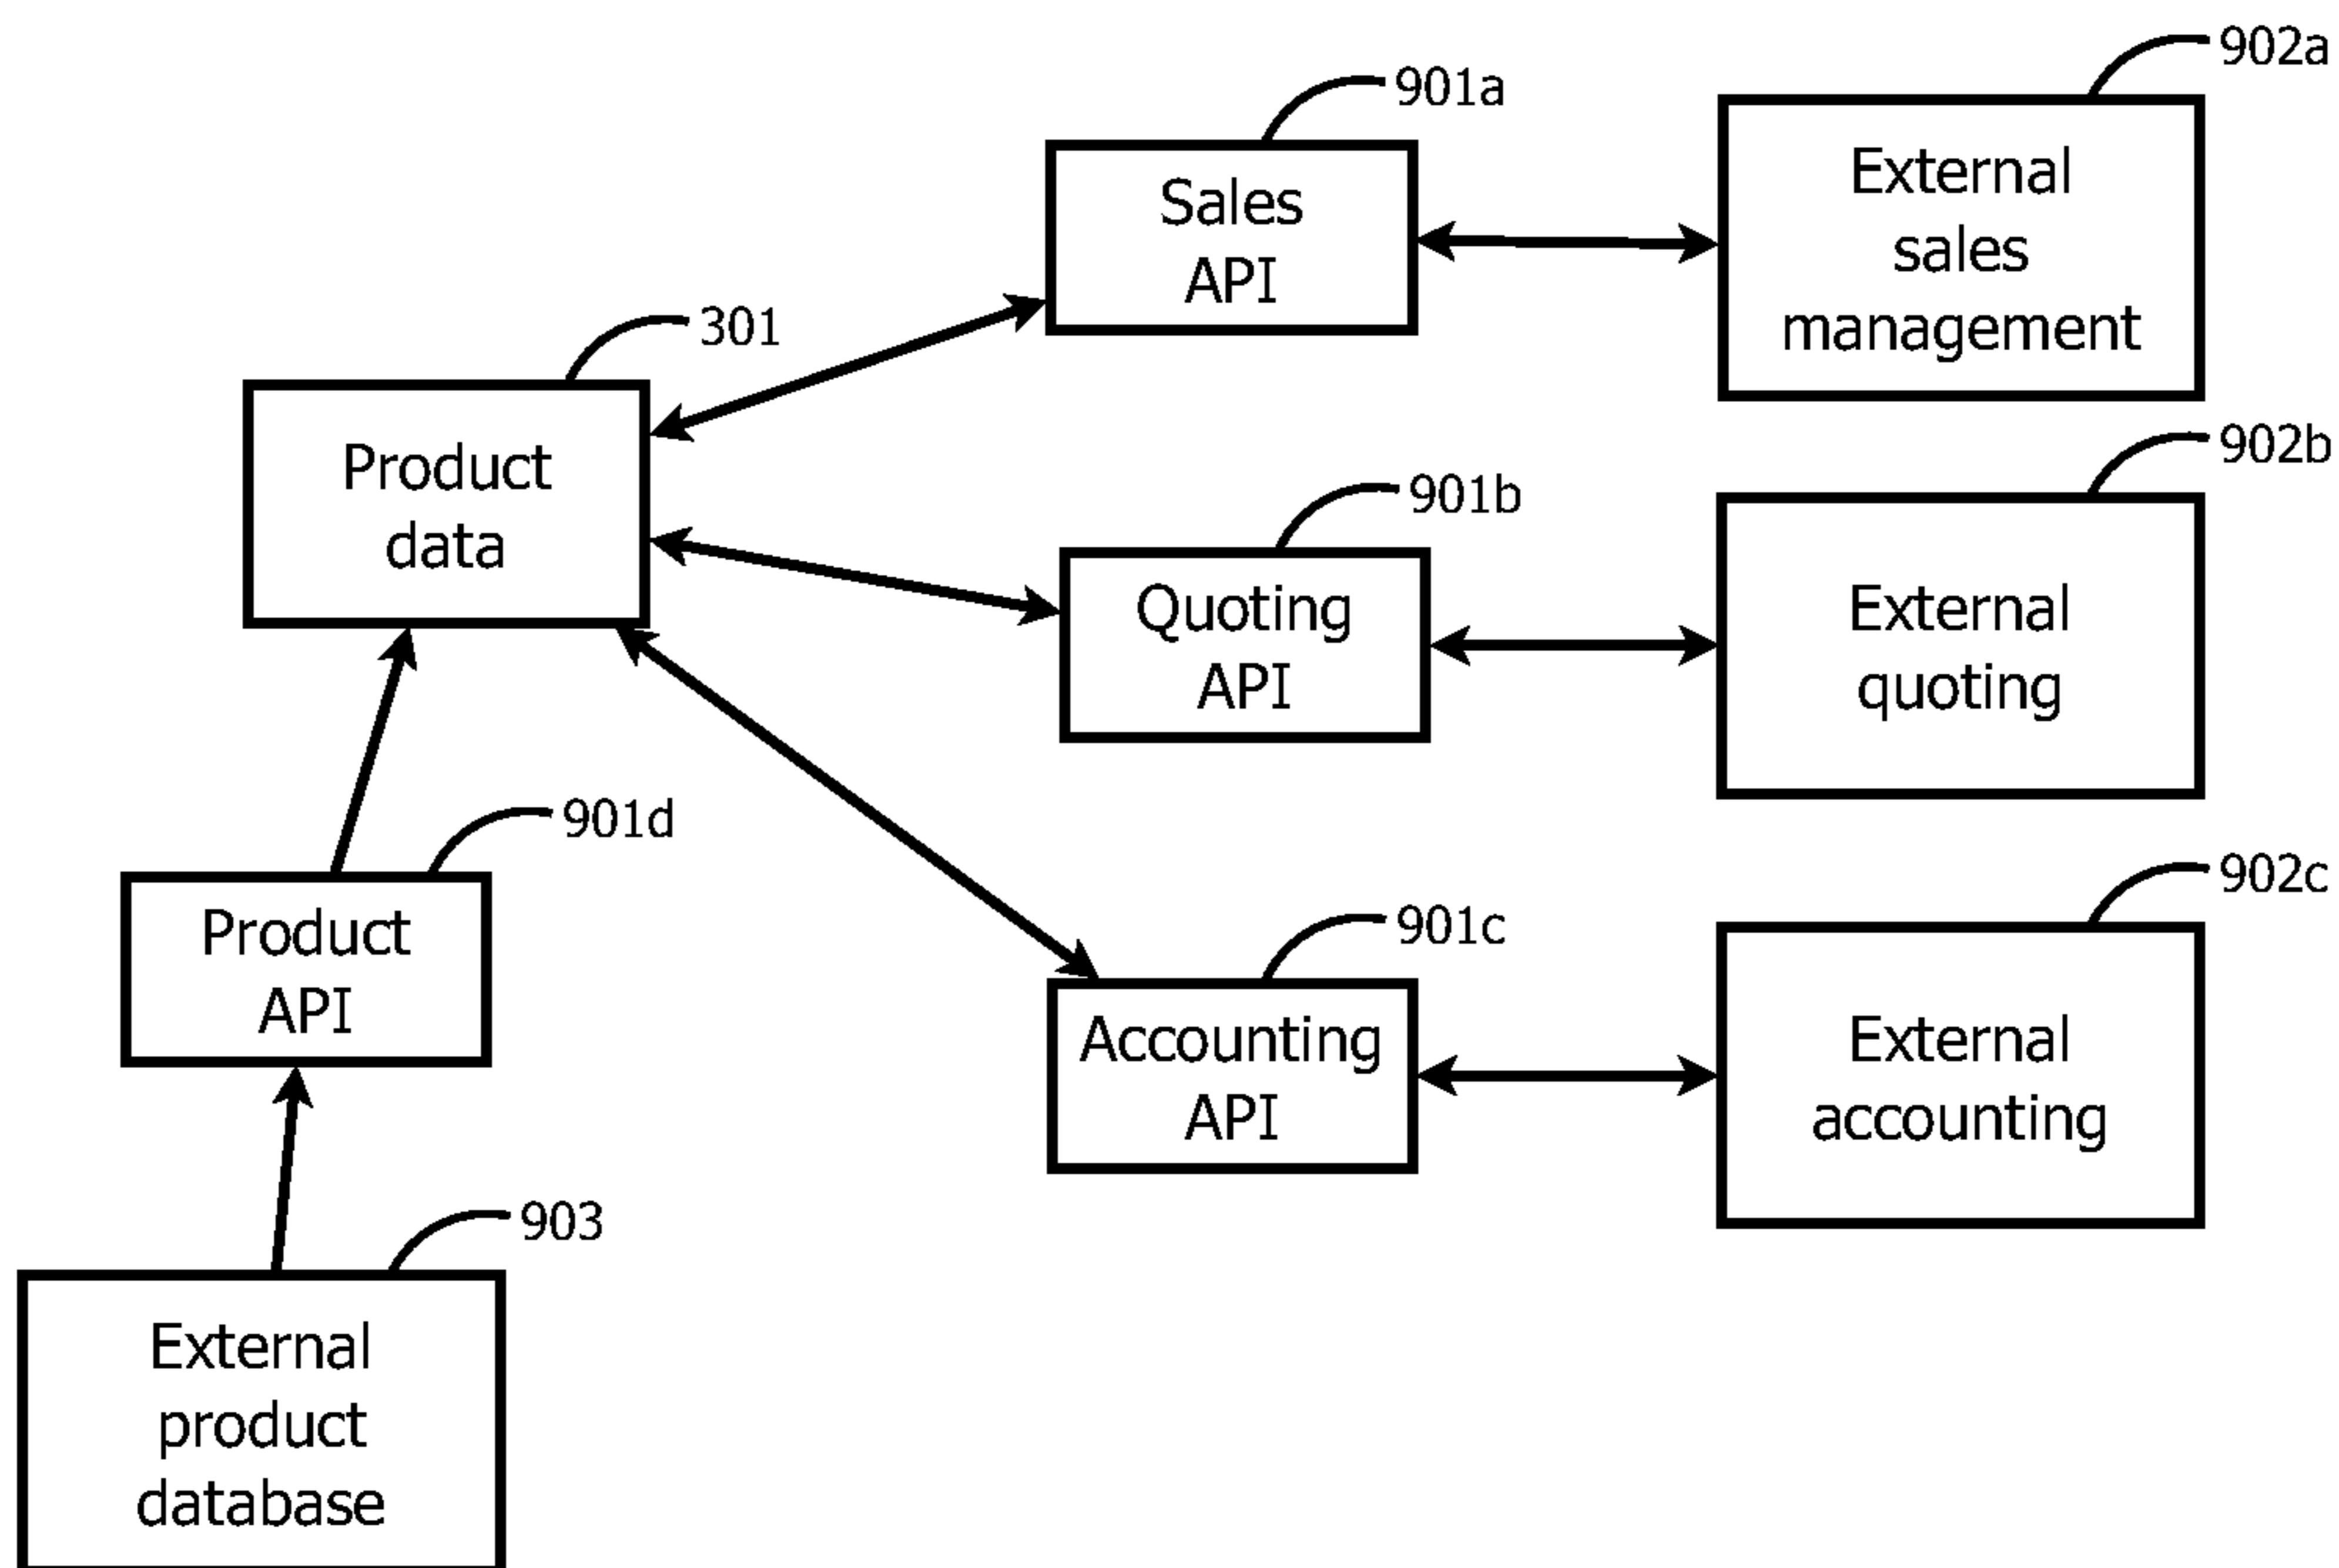 902a
901a
External
sales
management
Sales
API
301
902b
901b
Product
data
External
quoting
Quoting
API
901d
902c
901c
Product
API
External
accounting
Accounting
API
903
External
product
database